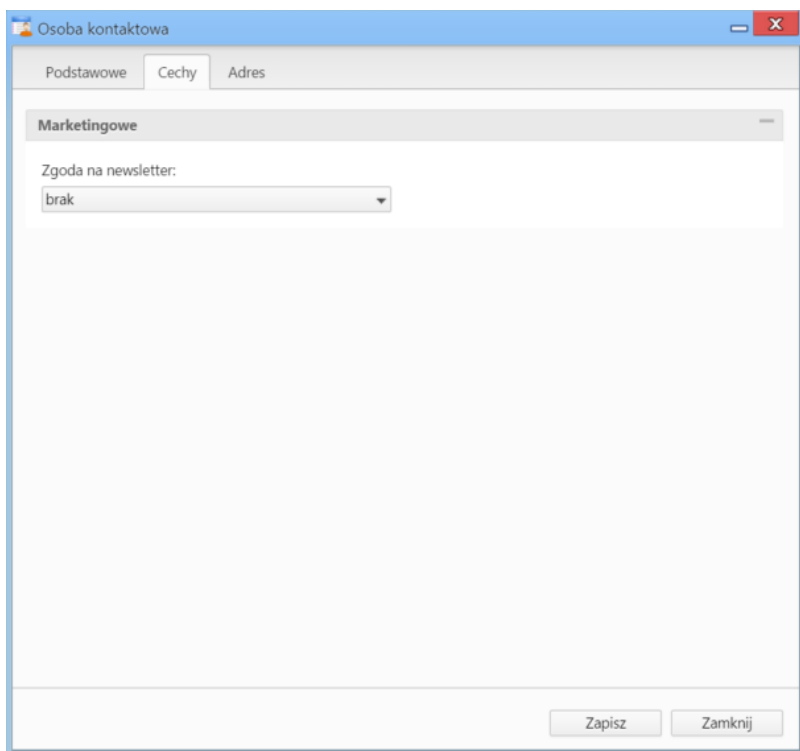 Osoba kontaktowa
Podstawowe Cechy Adres
Marketingowe
Zgoda na newsletter:
brak
Zapisz Zamknij